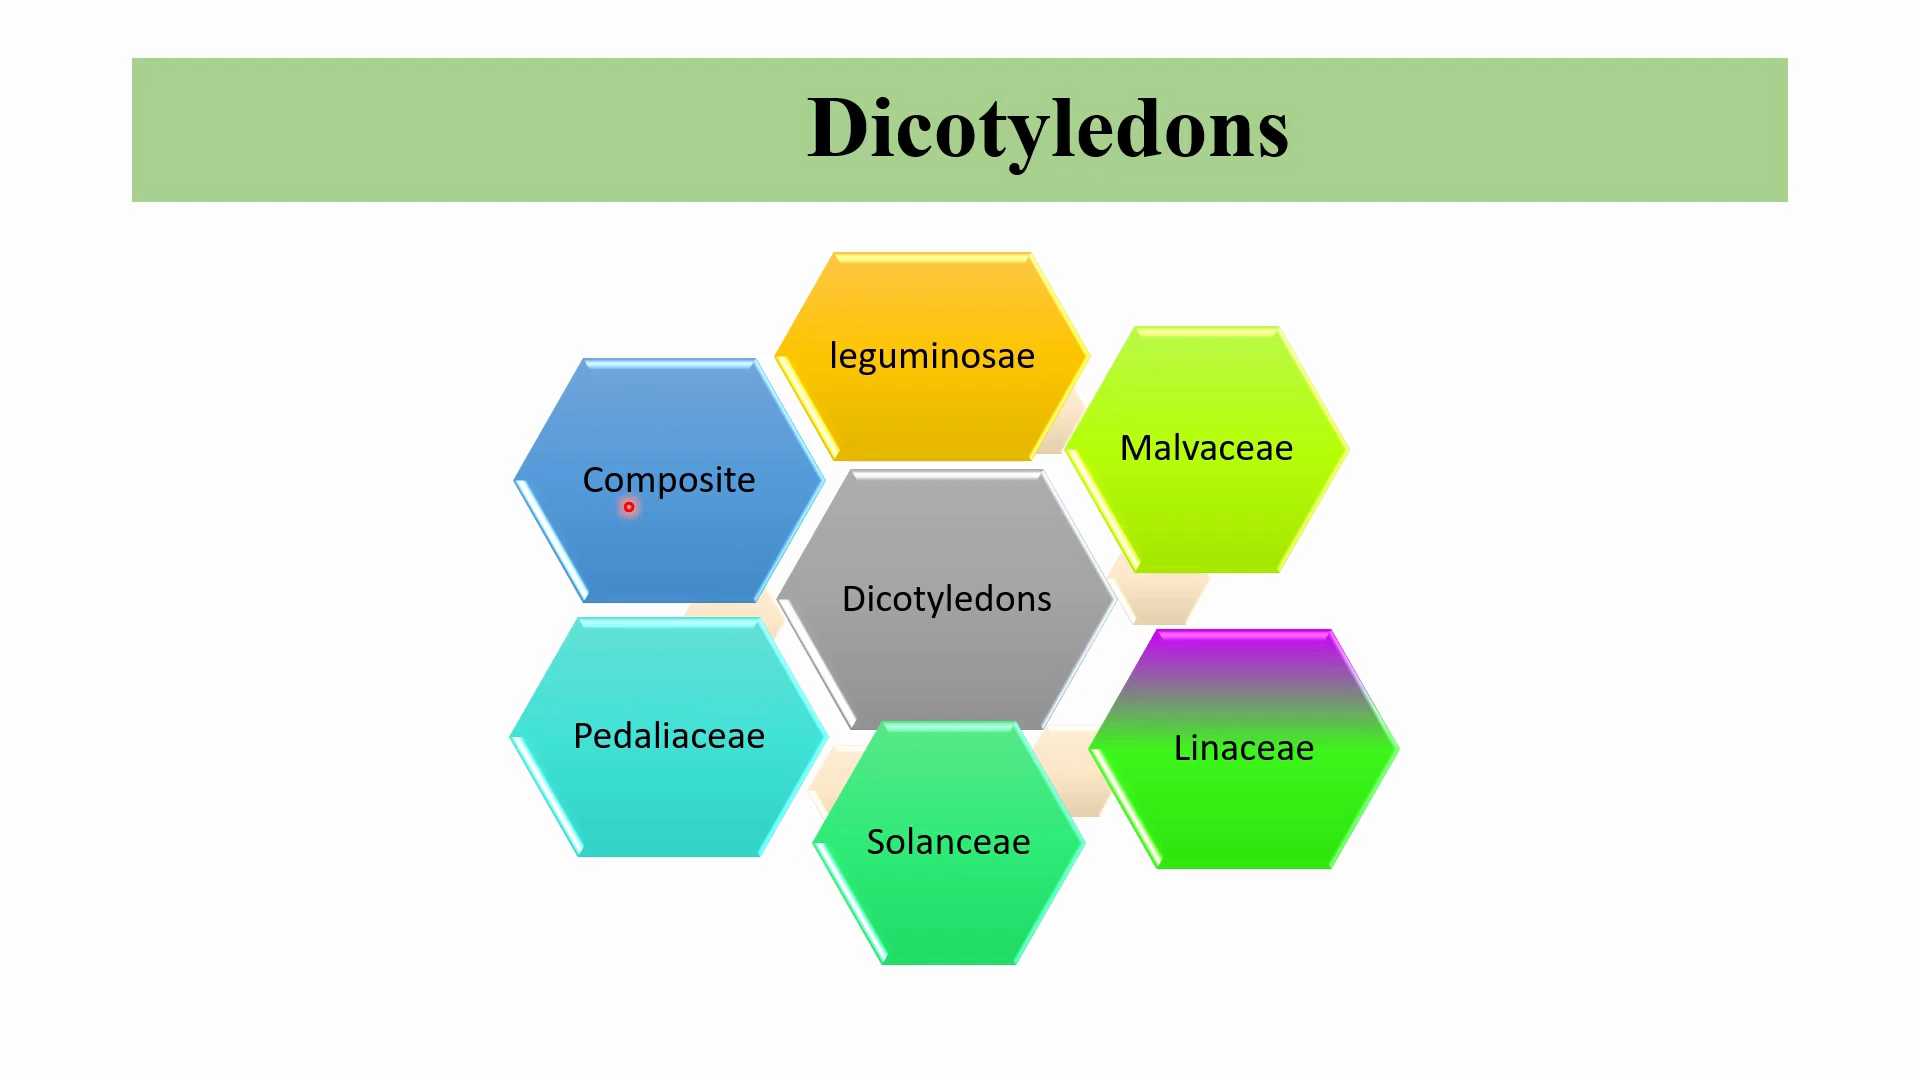 Dicotyledons
leguminosae
Malvaceae
Composite
Dicotyledons
Pedaliaceae
Linaceae
Solanceae